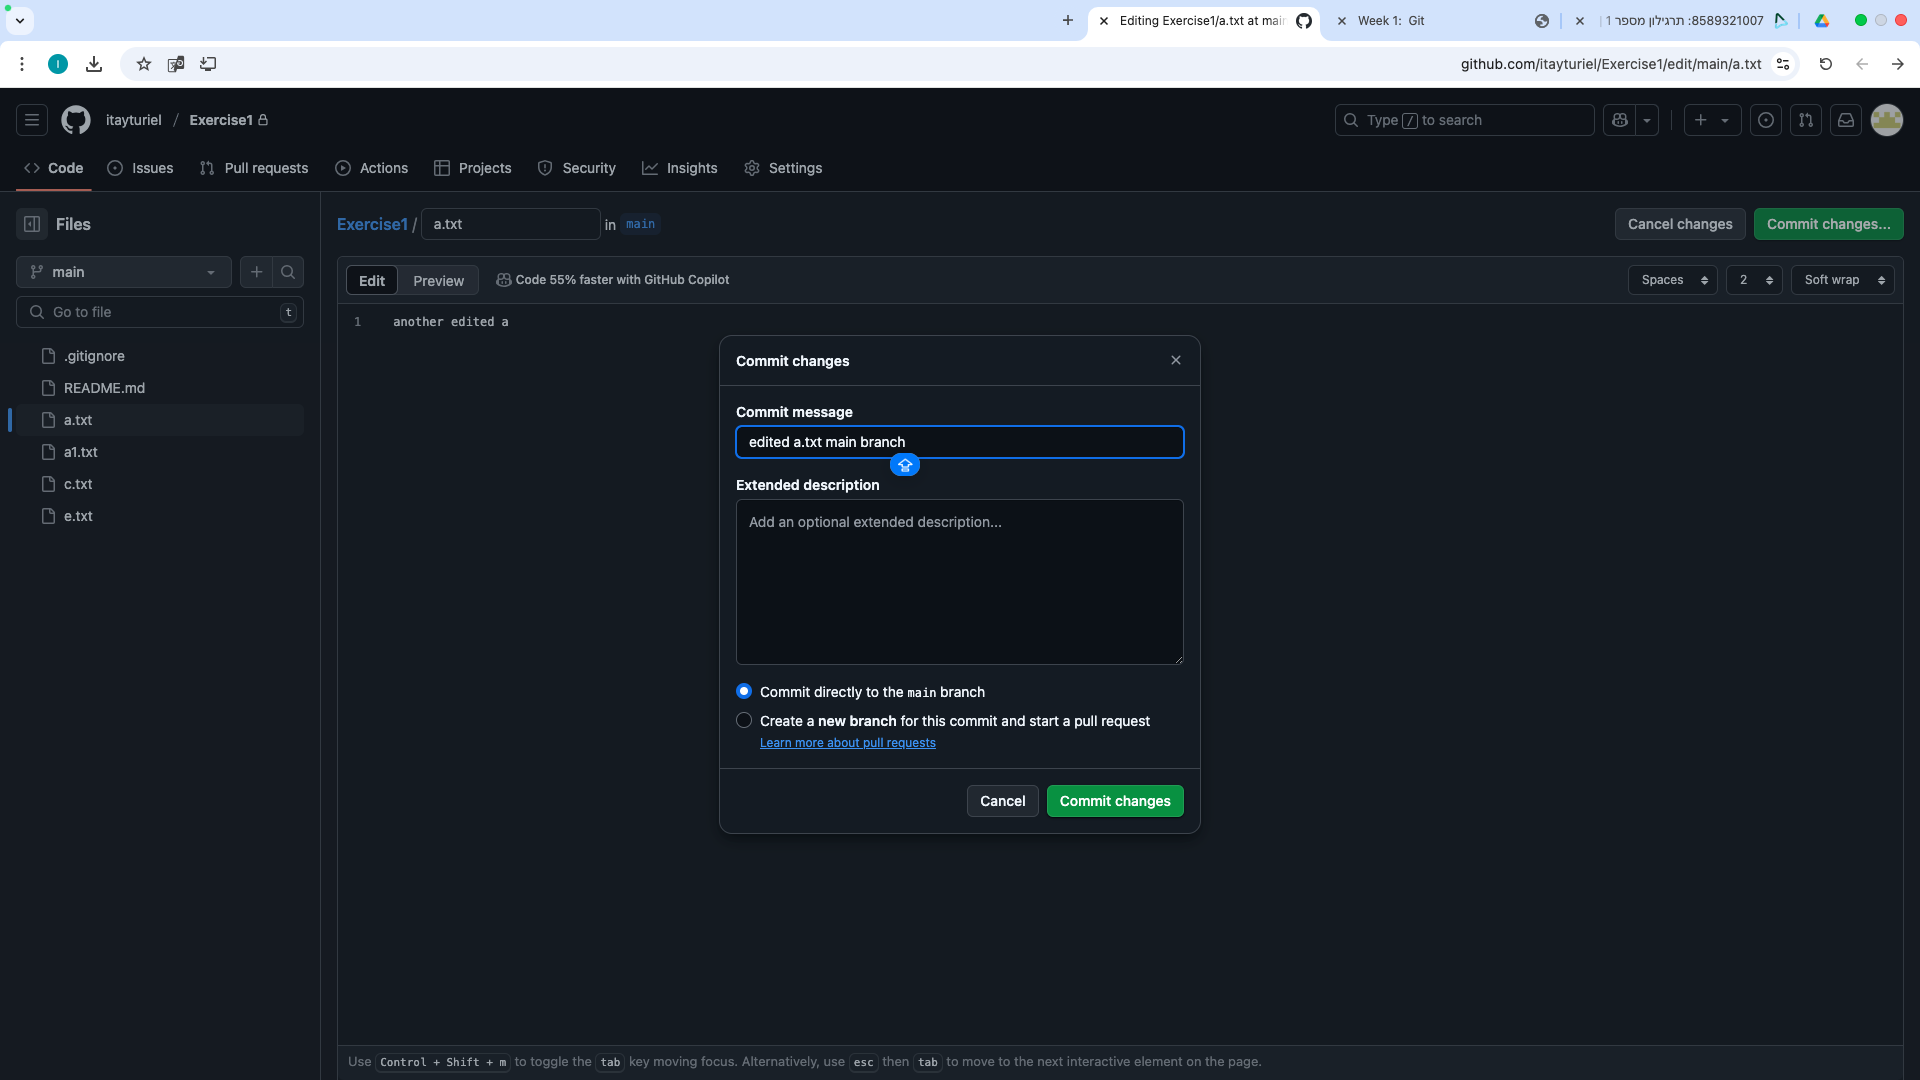 Editing Exercise1/a.txt at main
Week 1: Git
8589321007: תרגילון מספר 1 |
I
github.com/itayturiel/Exercise1/edit/main/a.txt
itayturiel / Exercise1
Type / to search
Code
Issues
Pull requests
Actions
Projects
Security
Insights
Settings
Files
Exercise1 / a.txt in main
Cancel changes
Commit changes...
main
Go to file
t
Edit
Preview
Code 55% faster with GitHub Copilot
Spaces
2
Soft wrap
1 another edited a
.gitignore
README.md
a.txt
a1.txt
c.txt
e.txt
Commit changes
Commit message
edited a.txt main branch
Extended description
Add an optional extended description...
Commit directly to the main branch
Create a new branch for this commit and start a pull request
Learn more about pull requests
Cancel
Commit changes
Use Control + Shift + m to toggle the tab key moving focus. Alternatively, use esc then tab to move to the next interactive element on the page.